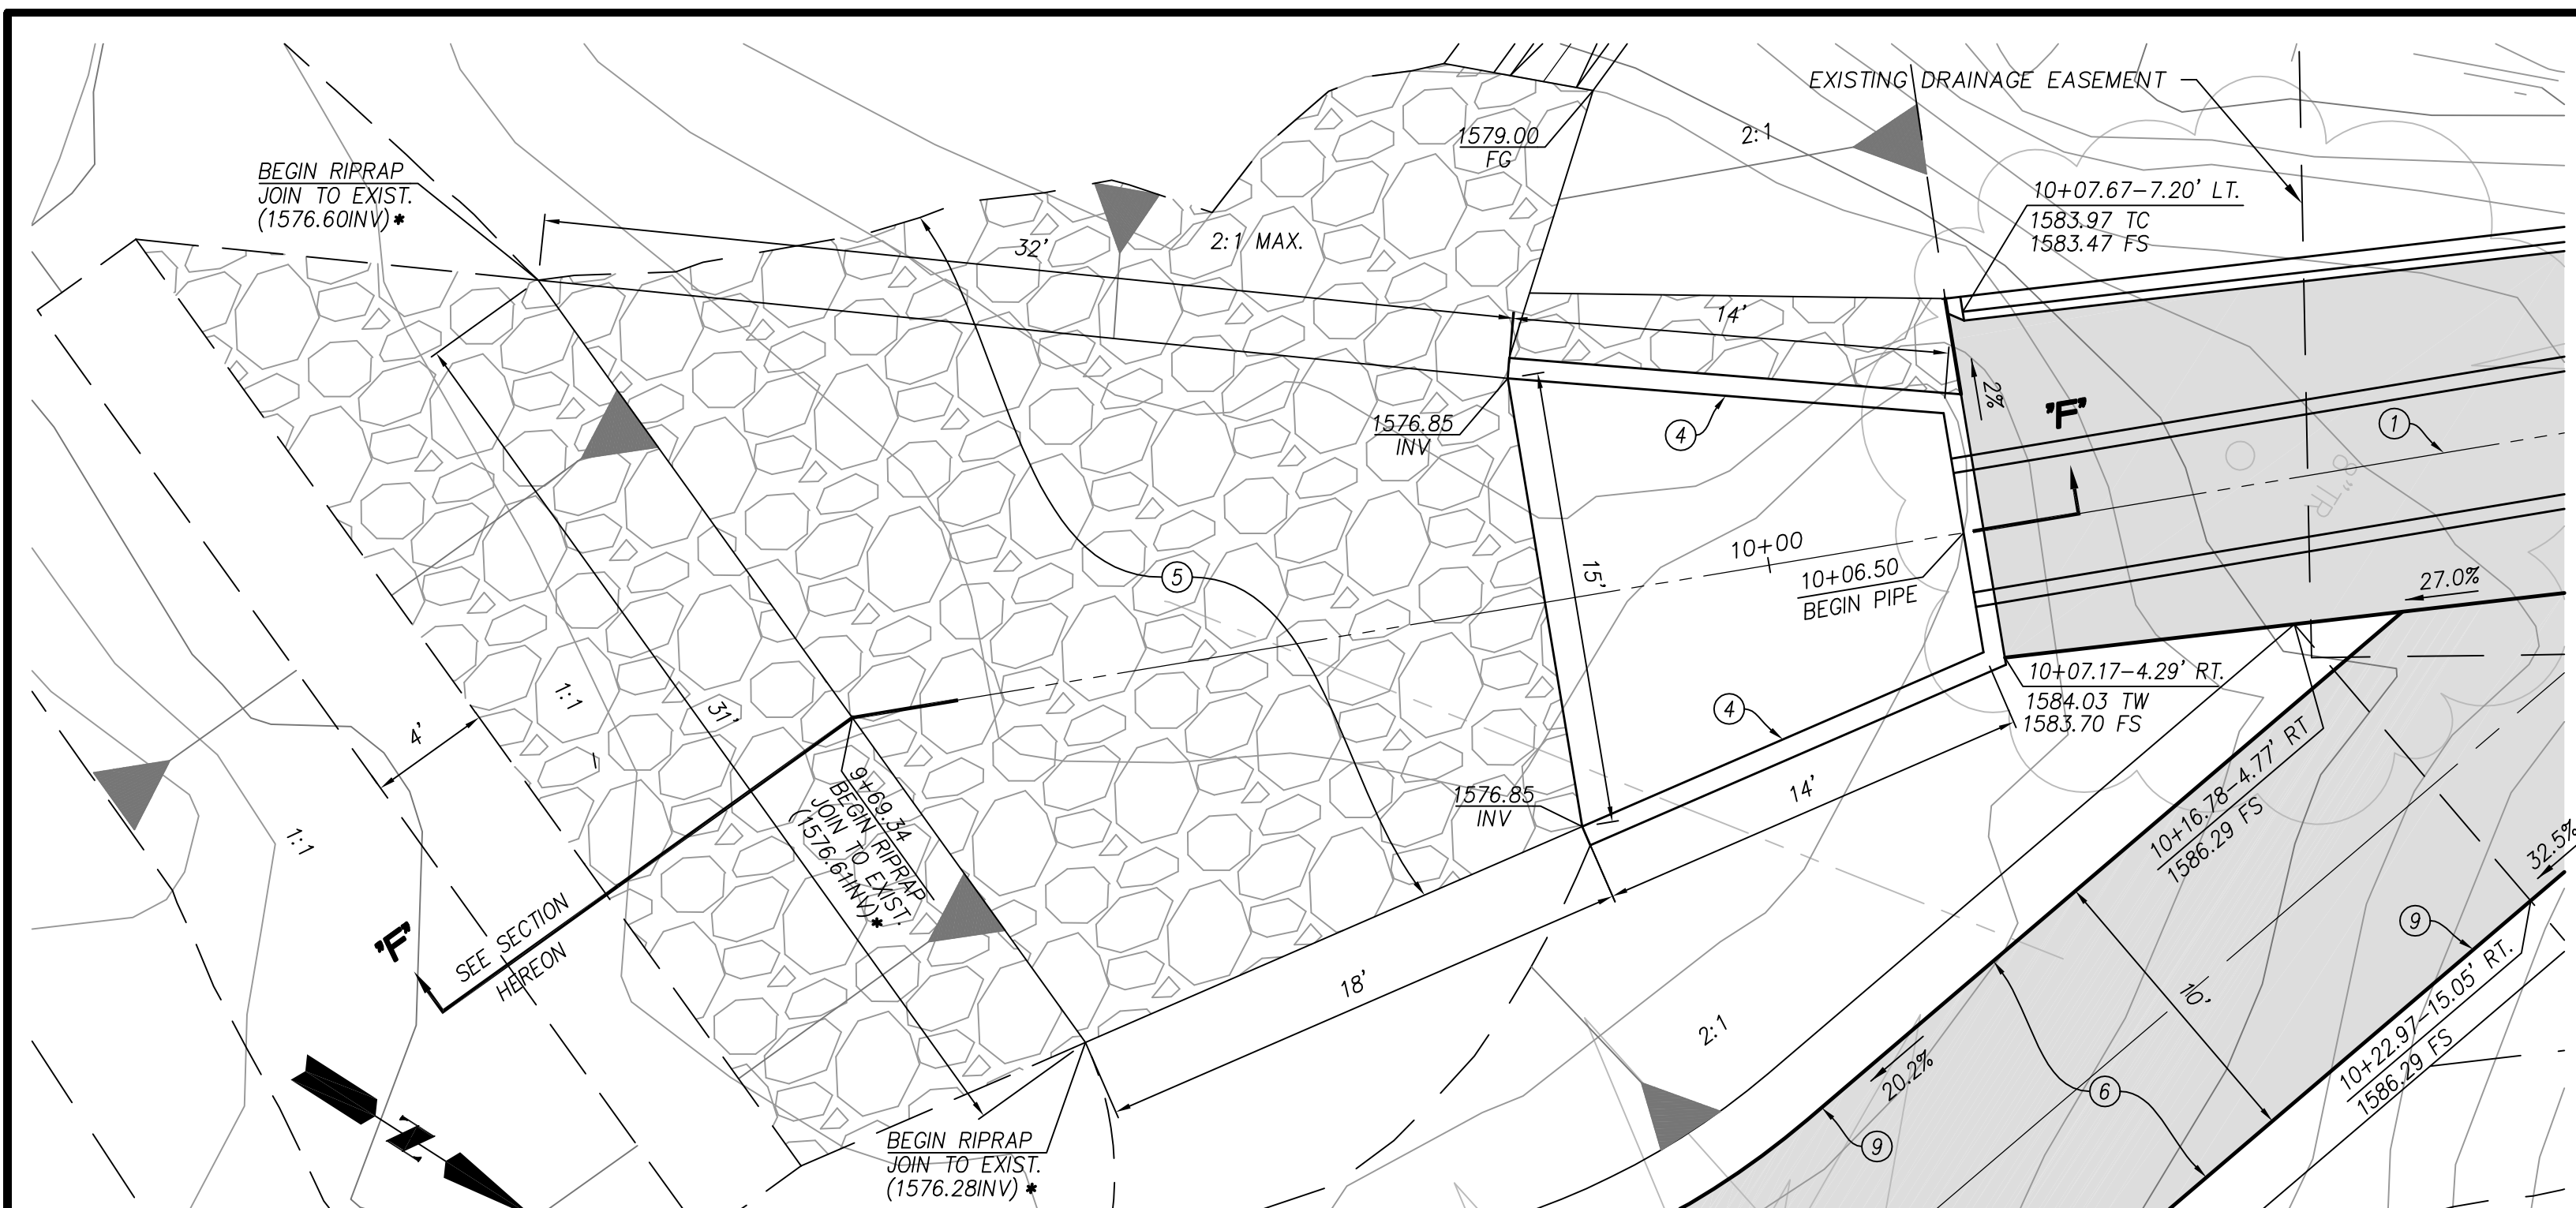 EXISTING DRAINAGE EASEMENT
2:1
1579.00
FG
BEGIN RIPRAP
JOIN TO EXIST.
(1576.60INV)*
10+07.67-7.20' LT.
1583.97 TC
1583.47 FS
32'
2:1 MAX.
14'
2%
"F"
1
1576.85
INV
4
8" TR
5
15'
10+00
10+06.50
BEGIN PIPE
27.0%
10+07.17-4.29' RT.
1584.03 TW
1583.70 FS
1:1
31'
4'
4
14'
10+16.78-4.77' RT
1586.29 FS
1576.85
INV
9+69.34
BEGIN RIPRAP
JOIN TO EXIST.
(1576.61INV)*
1:1
32.5%
9
"F"
SEE SECTION
HEREON
18'
10'
2:1
10+22.97-15.05' RT.
1586.29 FS
20.2%
6
9
N
BEGIN RIPRAP
JOIN TO EXIST.
(1576.28INV)*